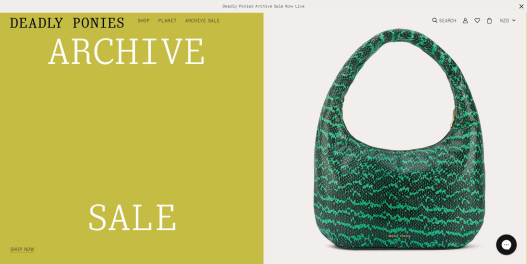 Deadly Ponies Archive Sale Now Live
DEADLY PONIES
SHOP
PLANET
ARCHIVE SALE
SEARCH
NZD
ARCHIVE
SALE
SHOP NOW